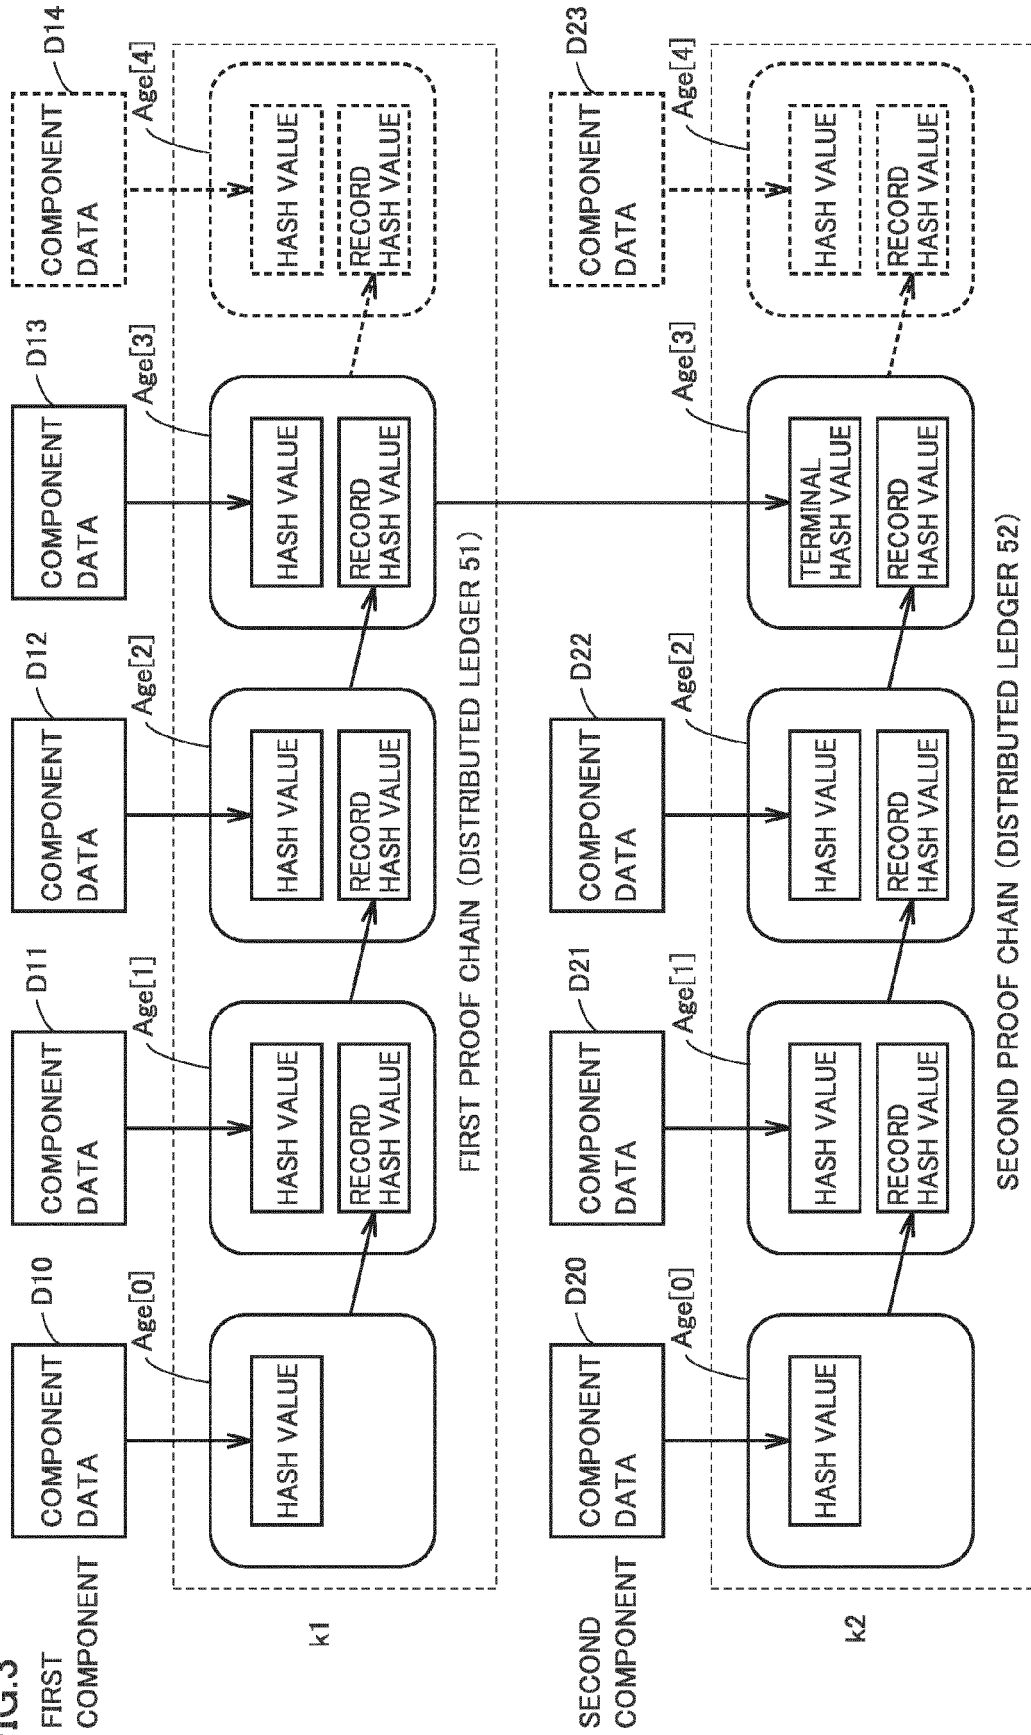 FIG.3
FIRST
COMPONENT
COMPONENT
DATA
D10
COMPONENT
DATA
D11
COMPONENT
DATA
D12
COMPONENT
DATA
D13
COMPONENT
DATA
D14
k1
Age[0]
HASH VALUE
Age[1]
HASH VALUE
RECORD
HASH VALUE
Age[2]
HASH VALUE
RECORD
HASH VALUE
Age[3]
HASH VALUE
RECORD
HASH VALUE
Age[4]
HASH VALUE
RECORD
HASH VALUE
FIRST PROOF CHAIN (DISTRIBUTED LEDGER 51)
SECOND
COMPONENT
COMPONENT
DATA
D20
COMPONENT
DATA
D21
COMPONENT
DATA
D22
COMPONENT
DATA
D23
k2
Age[0]
HASH VALUE
Age[1]
HASH VALUE
RECORD
HASH VALUE
Age[2]
HASH VALUE
RECORD
HASH VALUE
Age[3]
TERMINAL
HASH VALUE
RECORD
HASH VALUE
Age[4]
HASH VALUE
RECORD
HASH VALUE
SECOND PROOF CHAIN (DISTRIBUTED LEDGER 52)